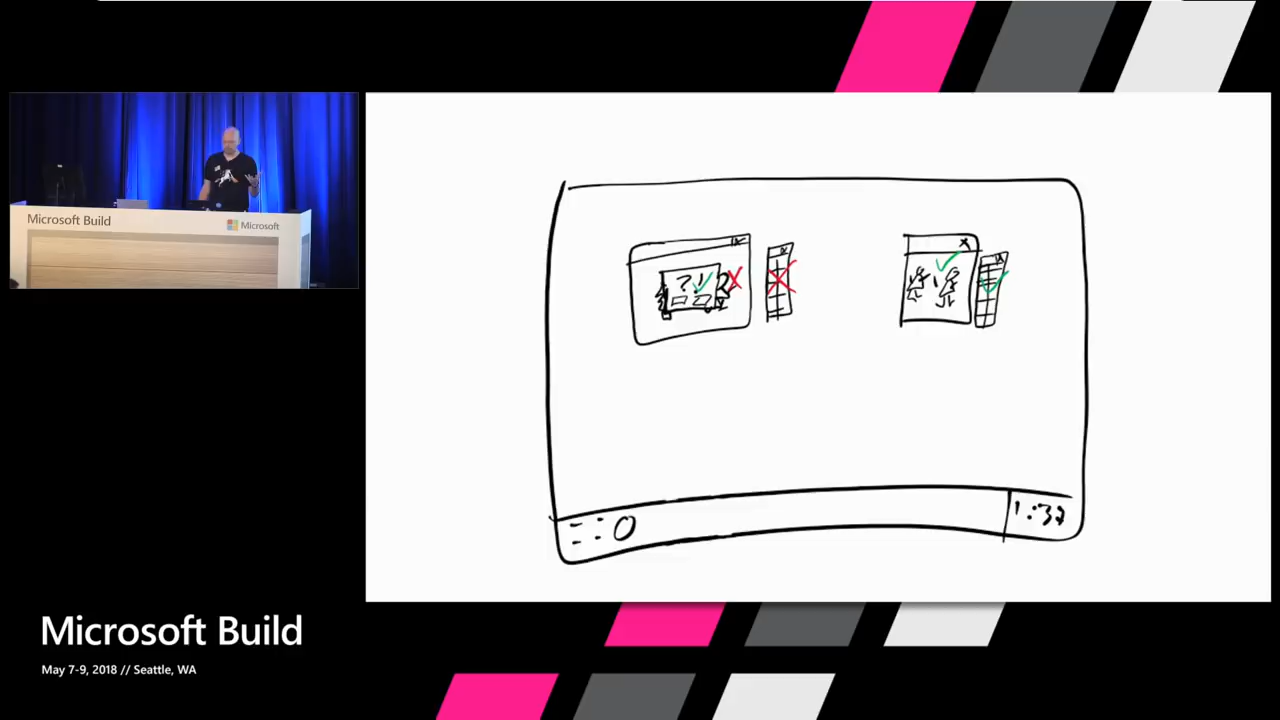 Microsoft Build
Microsoft
? !
1:37
Microsoft Build
May 7-9, 2018 // Seattle, WA